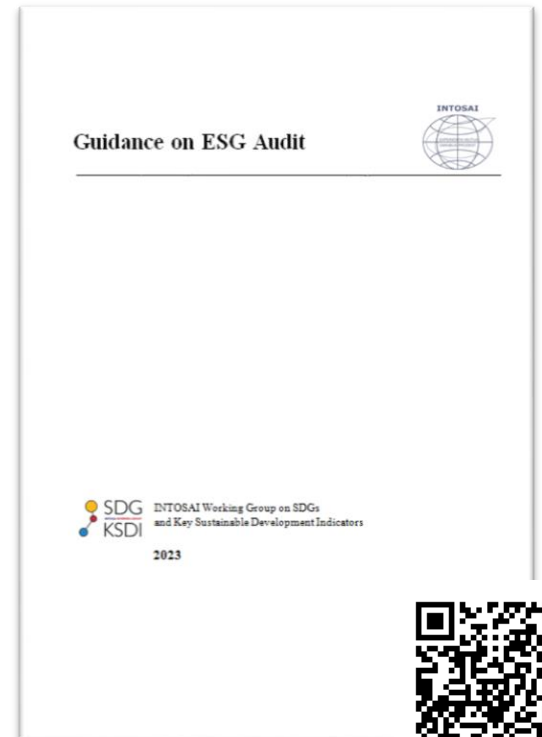 INTOSAI
Guidance on ESG Audit
SDG
KSDI
INTOSAI Working Group on SDGs
and Key Sustainable Development Indicators
2023